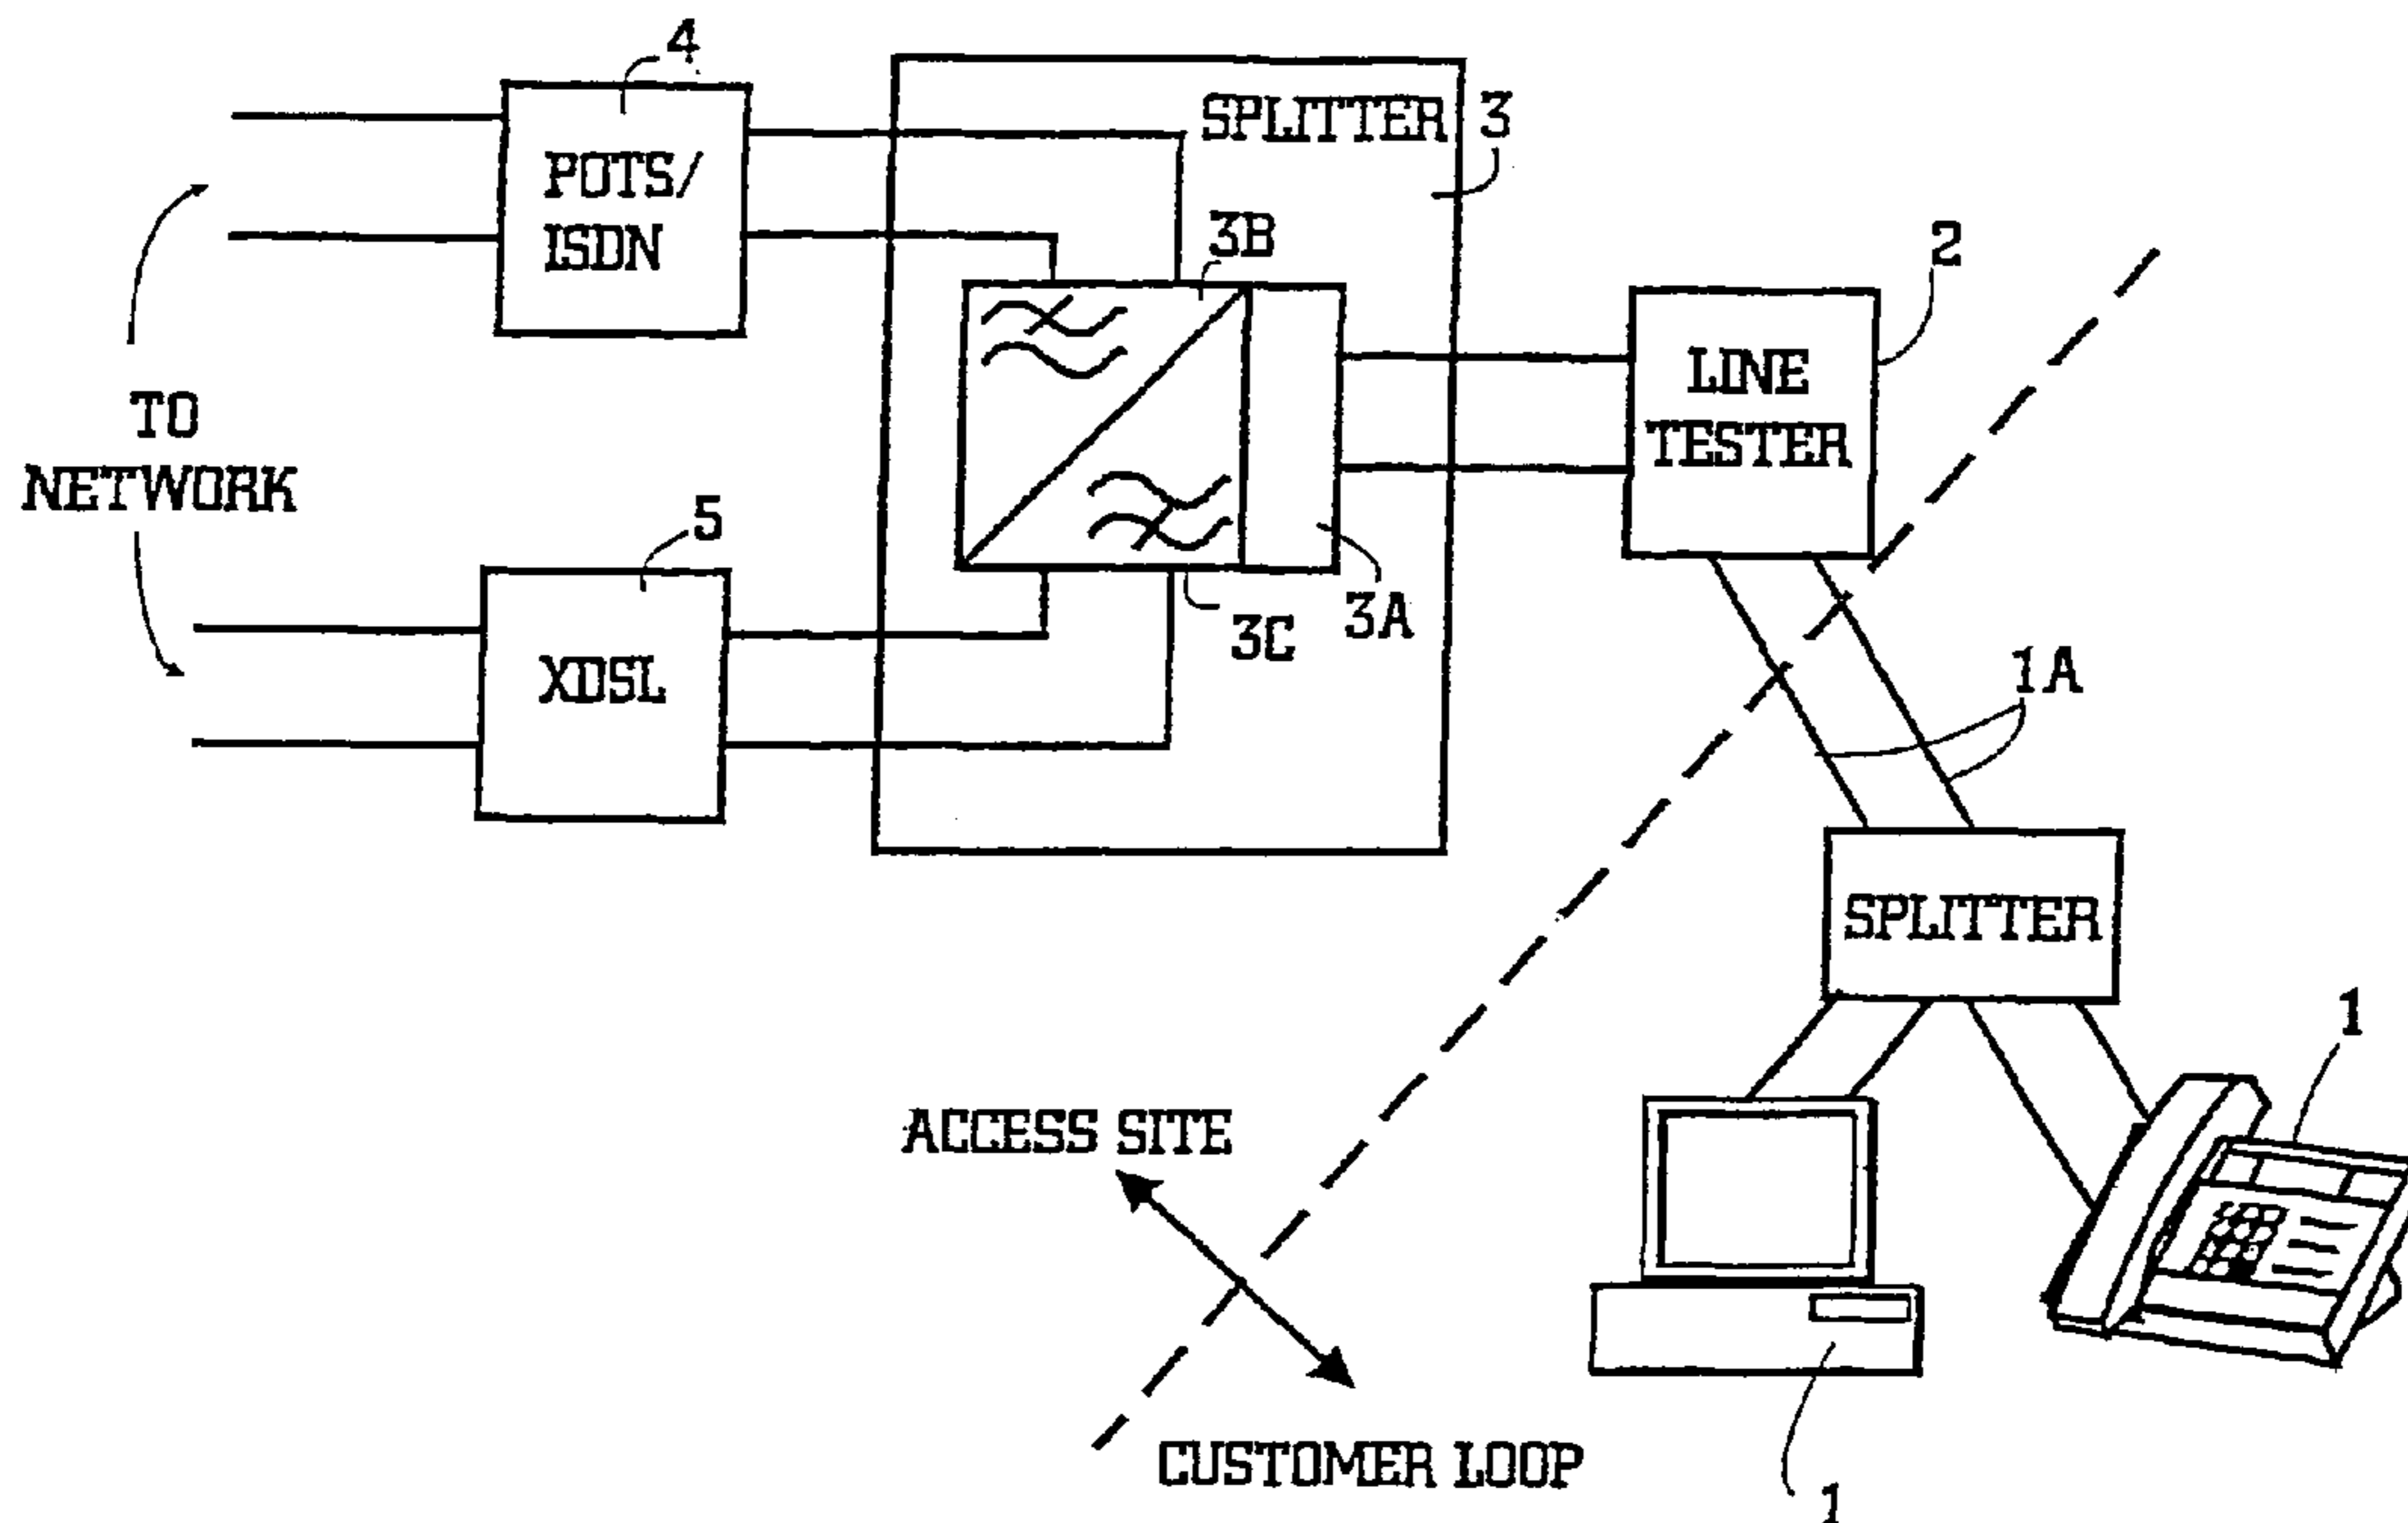 4
SPLITTER
3
POTS/
ISDN
3B
2
LINE
TESTER
TO
NETWORK
5
3A
3C
XDSL
1A
SPLITTER
1
ACCESS SITE
CUSTOMER LOOP
1